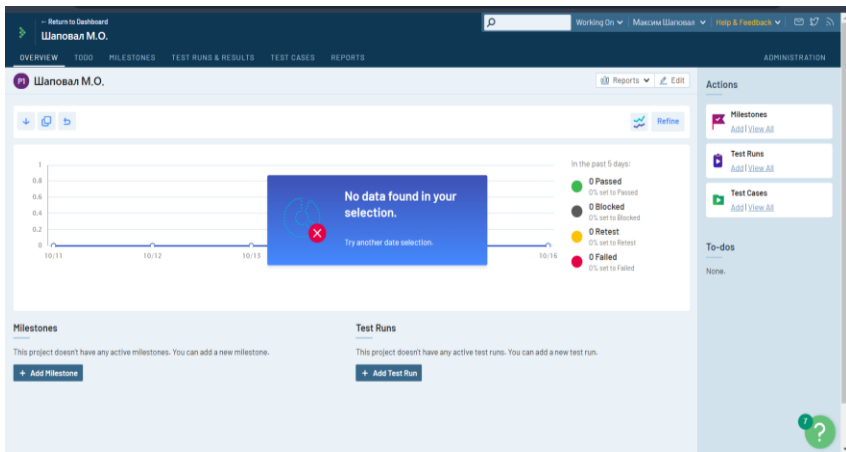 ← Return to Dashboard
Шаповал М.О.
Working On
Максим Шаповал
Help & Feedback
OVERVIEW TODO MILESTONES TEST RUNS & RESULTS TEST CASES REPORTS ADMINISTRATION
P1 Шаповал М.О.
Reports
Edit
Refine
1
0.8
0.6
0.4
0.2
0
10/11 10/12 10/13 10/16
No data found in your
selection.
Try another date selection.
In the past 5 days:
0 Passed
0% set to Passed
0 Blocked
0% set to Blocked
0 Retest
0% set to Retest
0 Failed
0% set to Failed
Milestones
This project doesn't have any active milestones. You can add a new milestone.
+ Add Milestone
Test Runs
This project doesn't have any active test runs. You can add a new test run.
+ Add Test Run
Actions
Milestones
Add | View All
Test Runs
Add | View All
Test Cases
Add | View All
To-dos
None.
7
?